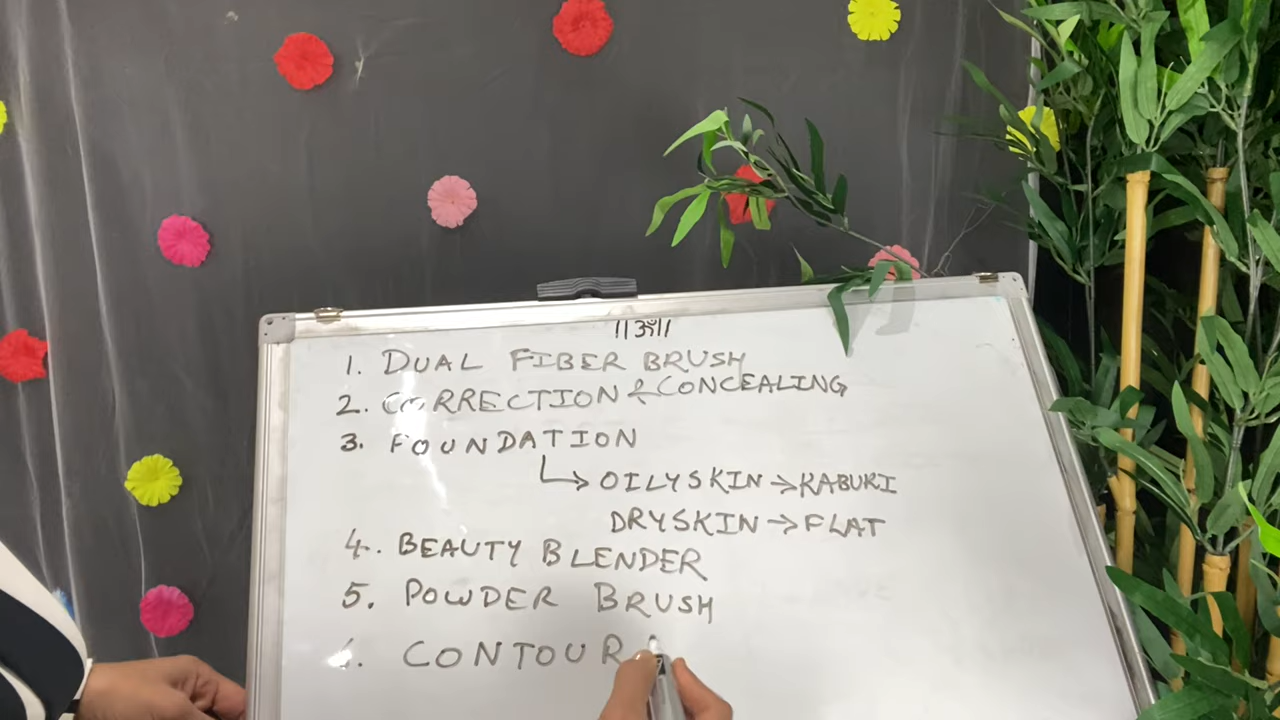 ||ॐ||
1. DUAL FIBER BRUSH
2. CORRECTION & CONCEALING
3. FOUNDATION
↳ OILY SKIN → KABUKI
DRY SKIN → FLAT
4. BEAUTY BLENDER
5. POWDER BRUSH
6. CONTOUR